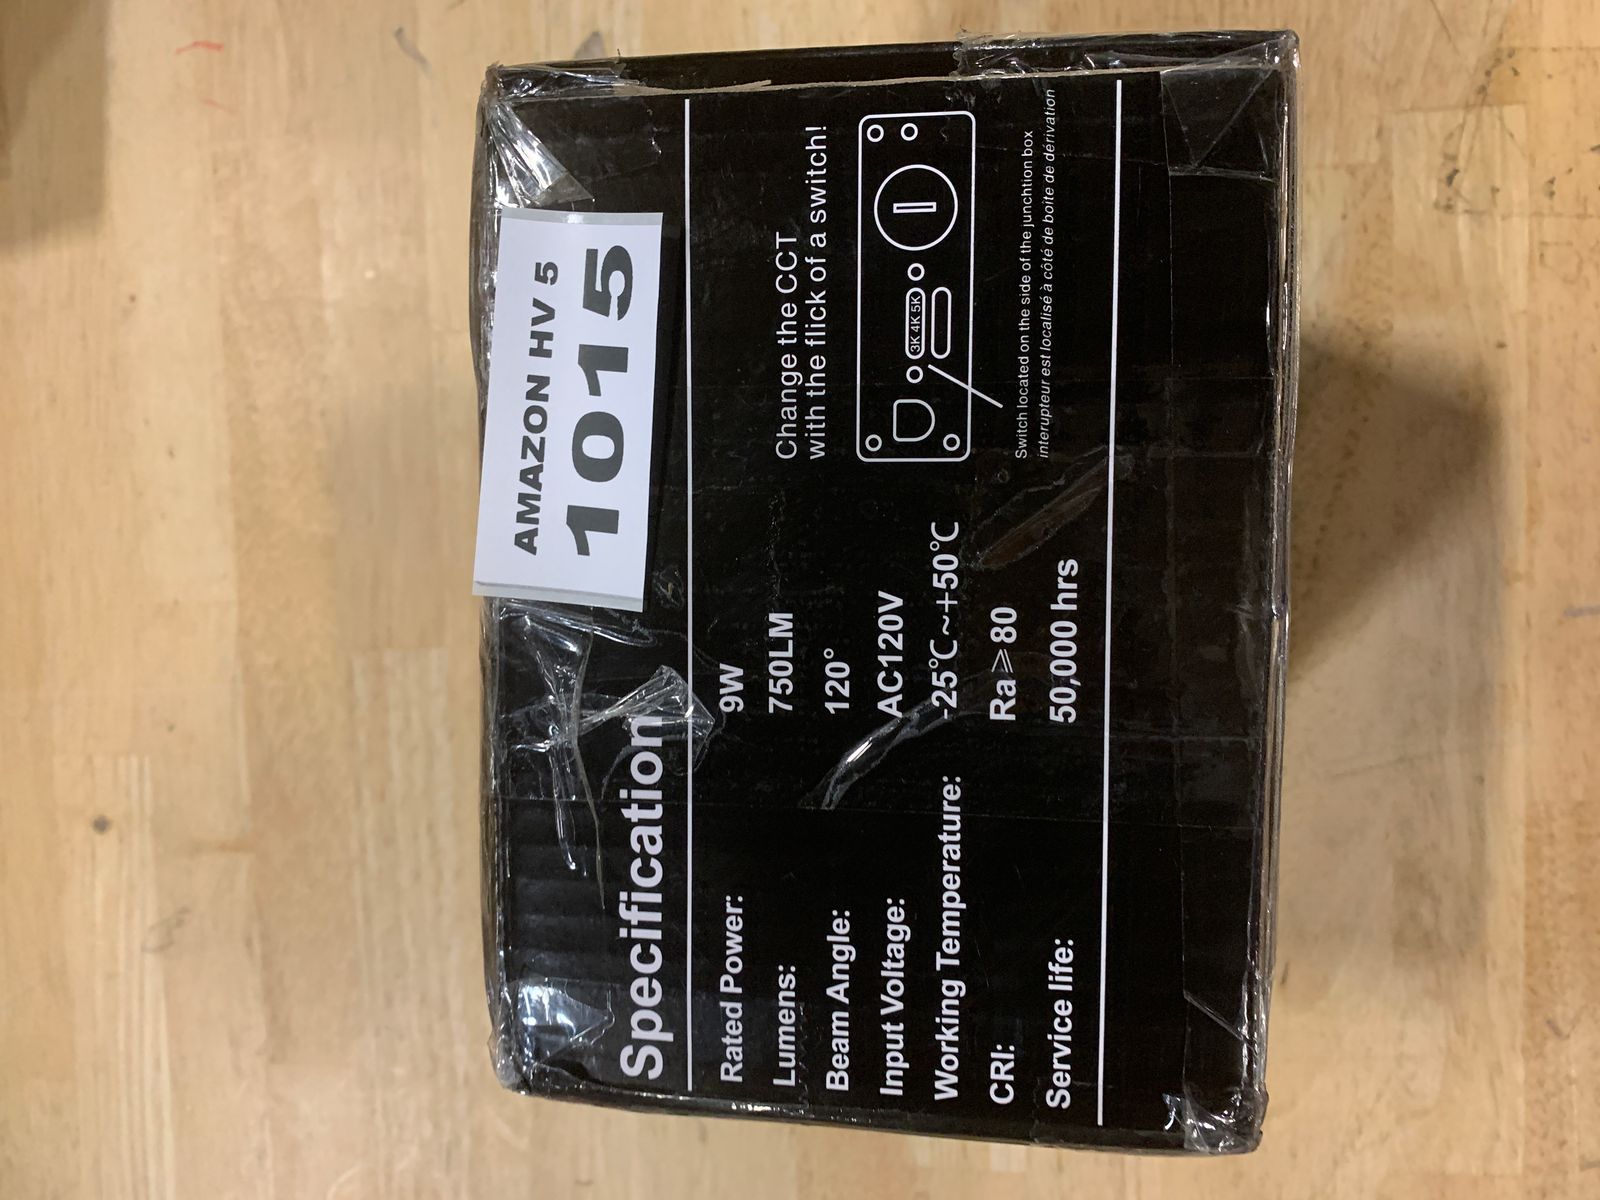 AMAZON HV 5
1015
Specification
Rated Power: 9W
Lumens: 750LM
Beam Angle: 120°
Input Voltage: AC120V
Working Temperature: -25℃~+50℃
CRI: Ra⩾80
Service life: 50,000 hrs
Change the CCT
with the flick of a switch!
3K 4K 5K
Switch located on the side of the junchtion box
interupteur est localisé à côté de boite de dérivation